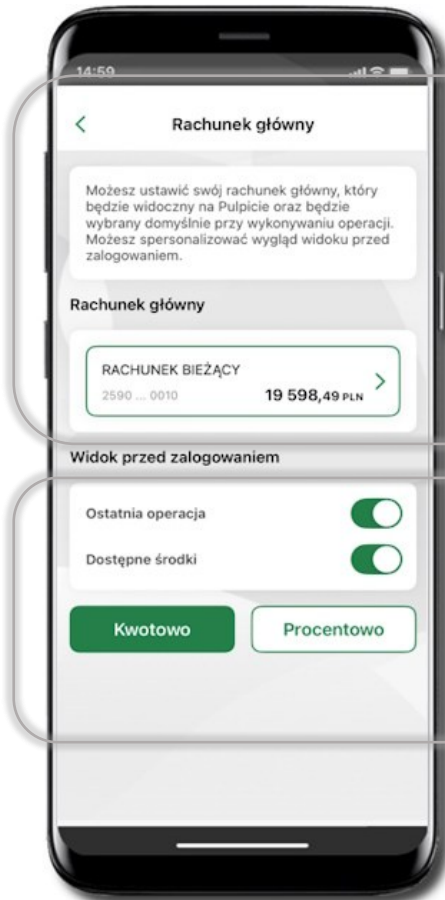 14:59
Rachunek główny
Możesz ustawić swój rachunek główny, który
będzie widoczny na Pulpicie oraz będzie
wybrany domyślnie przy wykonywaniu operacji.
Możesz spersonalizować wygląd widoku przed
zalogowaniem.
Rachunek główny
RACHUNEK BIEŻĄCY
2590 ... 0010 19 598,49 PLN
Widok przed zalogowaniem
Ostatnia operacja
Dostępne środki
Kwotowo Procentowo